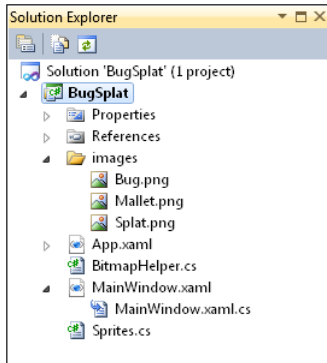 Solution Explorer
Solution 'BugSplat' (1 project)
BugSplat
Properties
References
images
Bug.png
Mallet.png
Splat.png
App.xaml
BitmapHelper.cs
MainWindow.xaml
MainWindow.xaml.cs
Sprites.cs